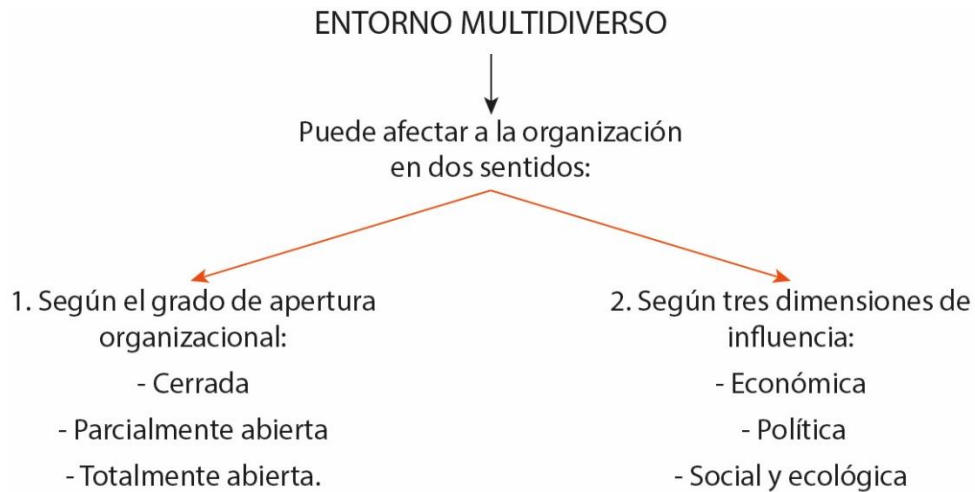 ENTORNO MULTIDIVERSO
Puede afectar a la organización
en dos sentidos:
1. Según el grado de apertura
organizacional:
- Cerrada
- Parcialmente abierta
- Totalmente abierta.
2. Según tres dimensiones de
influencia:
- Económica
- Política
- Social y ecológica